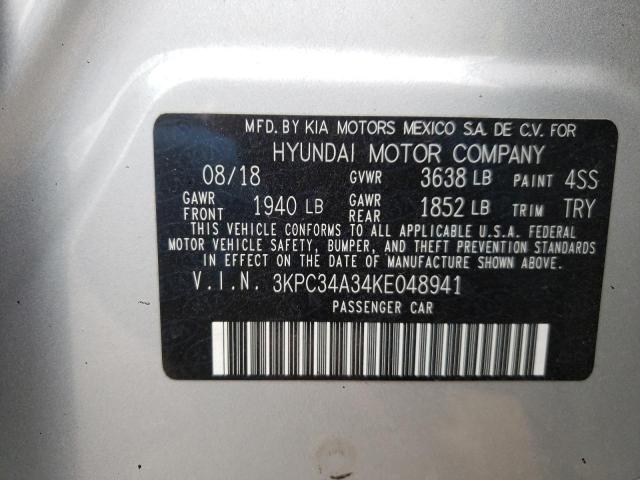 MFD. BY KIA MOTORS MEXICO S.A. DE C.V. FOR
HYUNDAI MOTOR COMPANY
08/18 GVWR 3638 LB PAINT 4SS
GAWR FRONT 1940 LB GAWR REAR 1852 LB TRIM TRY
THIS VEHICLE CONFORMS TO ALL APPLICABLE U.S.A. FEDERAL
MOTOR VEHICLE SAFETY, BUMPER, AND THEFT PREVENTION STANDARDS
IN EFFECT ON THE DATE OF MANUFACTURE SHOWN ABOVE.
V.I.N. 3KPC34A34KE048941
PASSENGER CAR